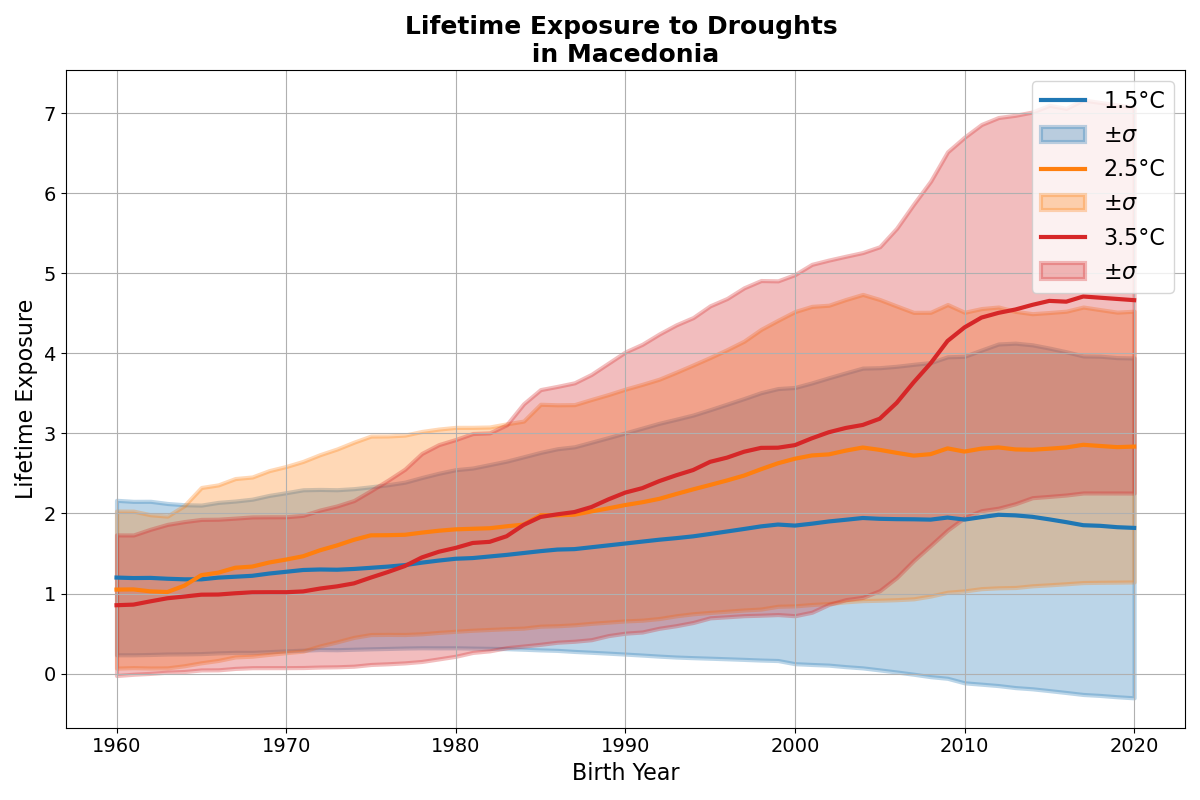 Lifetime Exposure to Droughts
in Macedonia
Lifetime Exposure
7
6
5
4
3
2
1
0
1960 1970 1980 1990 2000 2010 2020
Birth Year
1.5°C
±σ
2.5°C
±σ
3.5°C
±σ